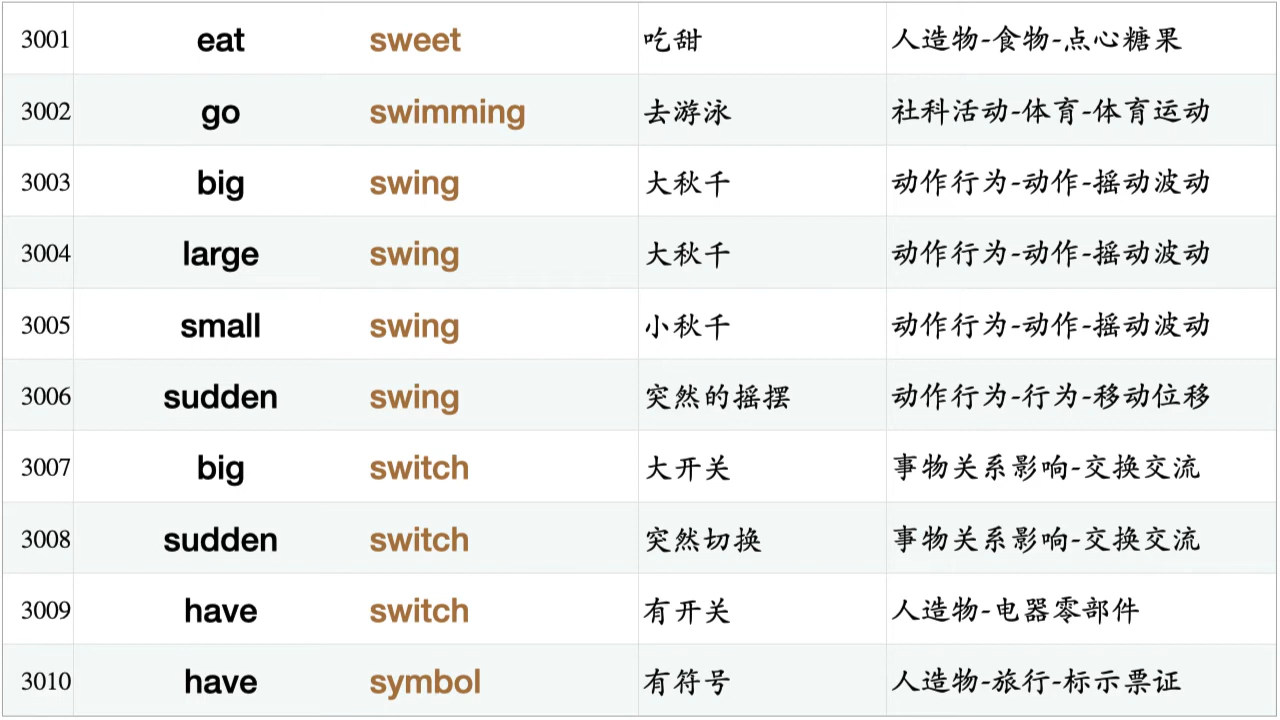 3001 eat sweet 吃甜 人造物-食物-点心糖果
3002 go swimming 去游泳 社科活动-体育-体育运动
3003 big swing 大秋千 动作行为-动作-摇动波动
3004 large swing 大秋千 动作行为-动作-摇动波动
3005 small swing 小秋千 动作行为-动作-摇动波动
3006 sudden swing 突然的摇摆 动作行为-行为-移动位移
3007 big switch 大开关 事物关系影响-交换交流
3008 sudden switch 突然切换 事物关系影响-交换交流
3009 have switch 有开关 人造物-电器零部件
3010 have symbol 有符号 人造物-旅行-标示票证